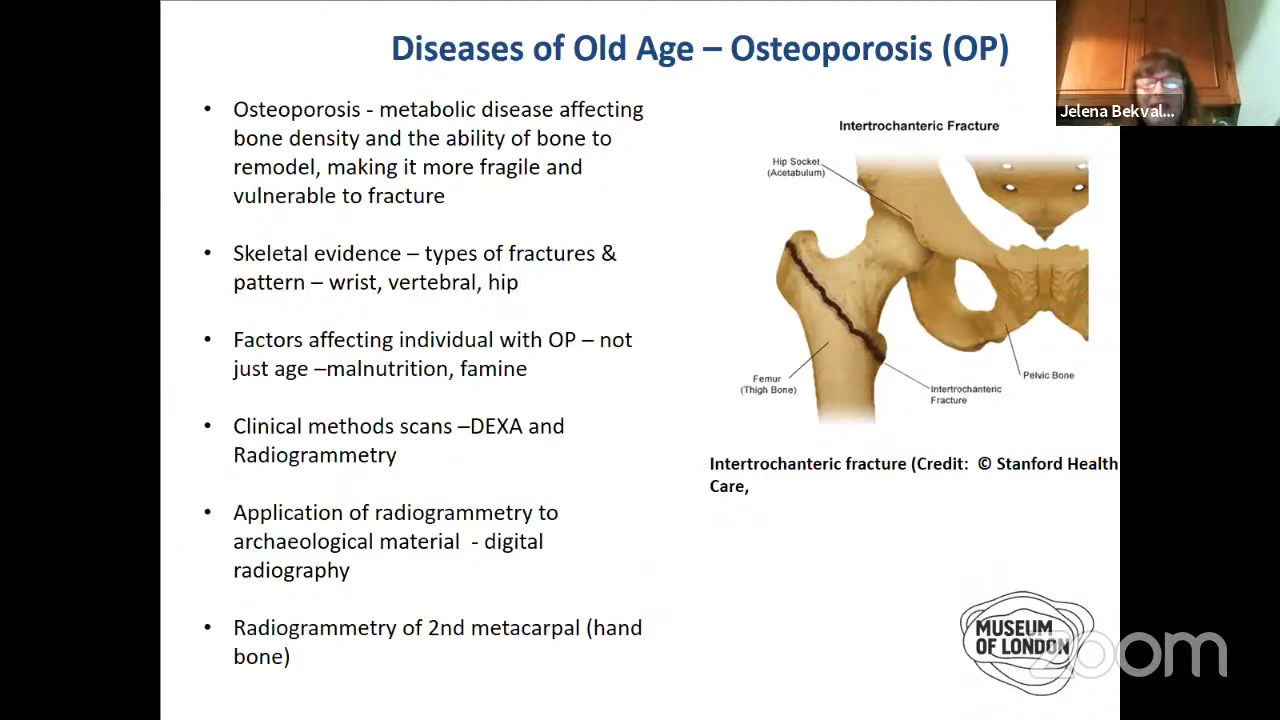 Diseases of Old Age – Osteoporosis (OP)
• Osteoporosis - metabolic disease affecting
bone density and the ability of bone to
remodel, making it more fragile and
vulnerable to fracture
• Skeletal evidence – types of fractures &
pattern – wrist, vertebral, hip
• Factors affecting individual with OP – not
just age –malnutrition, famine
• Clinical methods scans –DEXA and
Radiogrammetry
• Application of radiogrammetry to
archaeological material - digital
radiography
• Radiogrammetry of 2nd metacarpal (hand
bone)
Jelena Bekval...
Intertrochanteric Fracture
Hip Socket
(Acetabulum)
Femur
(Thigh Bone)
Pelvic Bone
Intertrochanteric
Fracture
Intertrochanteric fracture (Credit: © Stanford Health
Care,
MUSEUM
OF LONDON
zoom